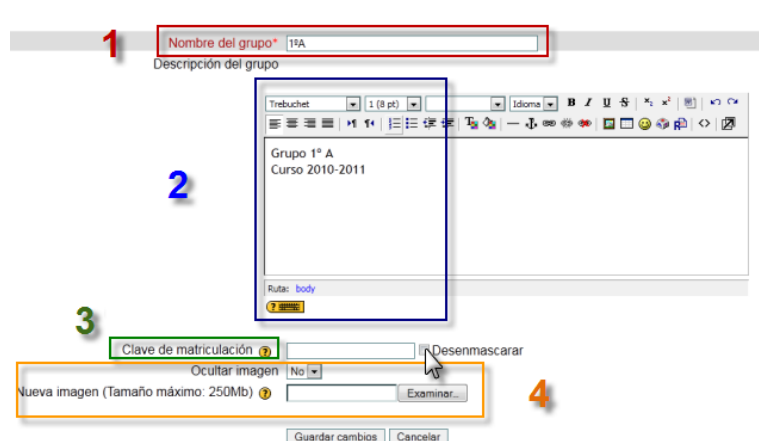 1
Nombre del grupo* 1ºA
Descripción del grupo
Trebuchet 1 (8 pt) Idioma B I U S x₂ x²
2
Grupo 1º A
Curso 2010-2011
Ruta: body
?
3
Clave de matriculación ? Desenmascarar
Ocultar imagen No
Nueva imagen (Tamaño máximo: 250Mb) ? Examinar...
4
Guardar cambios Cancelar